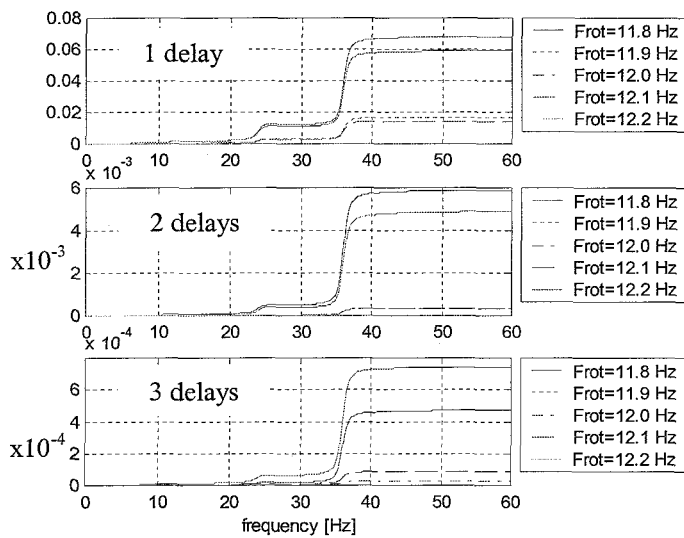 0.08
0.06
0.04
0.02
0
1 delay
0 10 20 30 40 50 60
Frot=11.8 Hz
Frot=11.9 Hz
Frot=12.0 Hz
Frot=12.1 Hz
Frot=12.2 Hz
x 10⁻³
6
4
2
0
x10⁻³
2 delays
0 10 20 30 40 50 60
Frot=11.8 Hz
Frot=11.9 Hz
Frot=12.0 Hz
Frot=12.1 Hz
Frot=12.2 Hz
x 10⁻⁴
6
4
2
0
x10⁻⁴
3 delays
0 10 20 30 40 50 60
frequency [Hz]
Frot=11.8 Hz
Frot=11.9 Hz
Frot=12.0 Hz
Frot=12.1 Hz
Frot=12.2 Hz